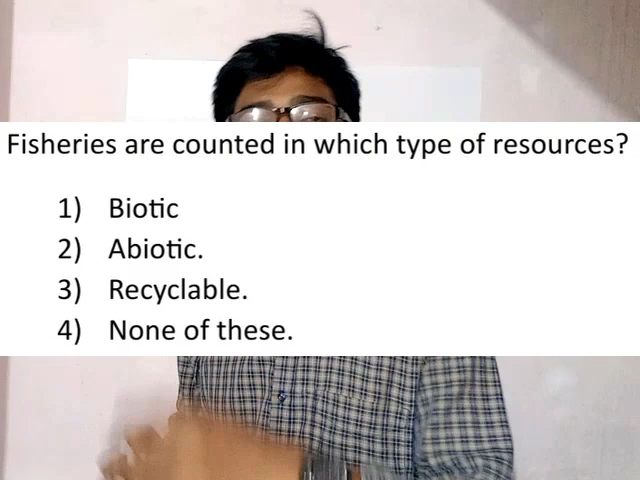 Fisheries are counted in which type of resources?
1) Biotic
2) Abiotic.
3) Recyclable.
4) None of these.